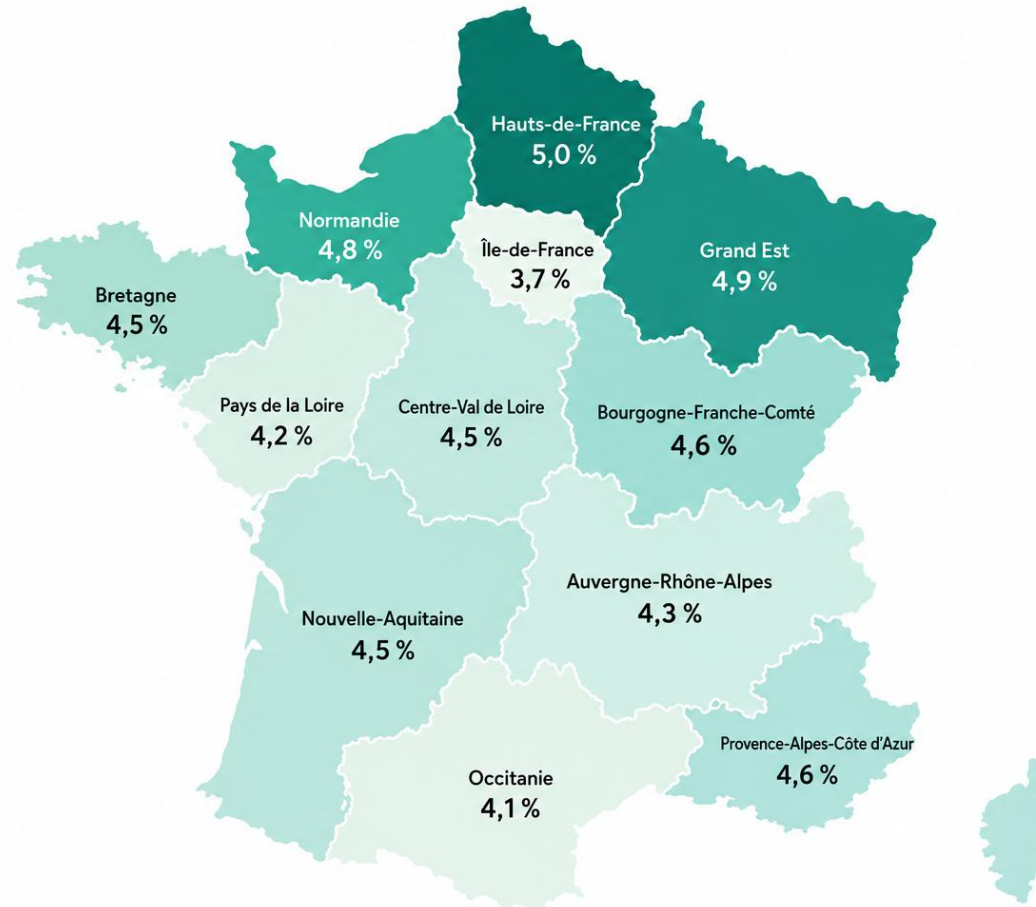 Hauts-de-France
5,0 %
Normandie
4,8 %
Île-de-France
3,7 %
Grand Est
4,9 %
Bretagne
4,5 %
Pays de la Loire
4,2 %
Centre-Val de Loire
4,5 %
Bourgogne-Franche-Comté
4,6 %
Auvergne-Rhône-Alpes
4,3 %
Nouvelle-Aquitaine
4,5 %
Provence-Alpes-Côte d'Azur
4,6 %
Occitanie
4,1 %